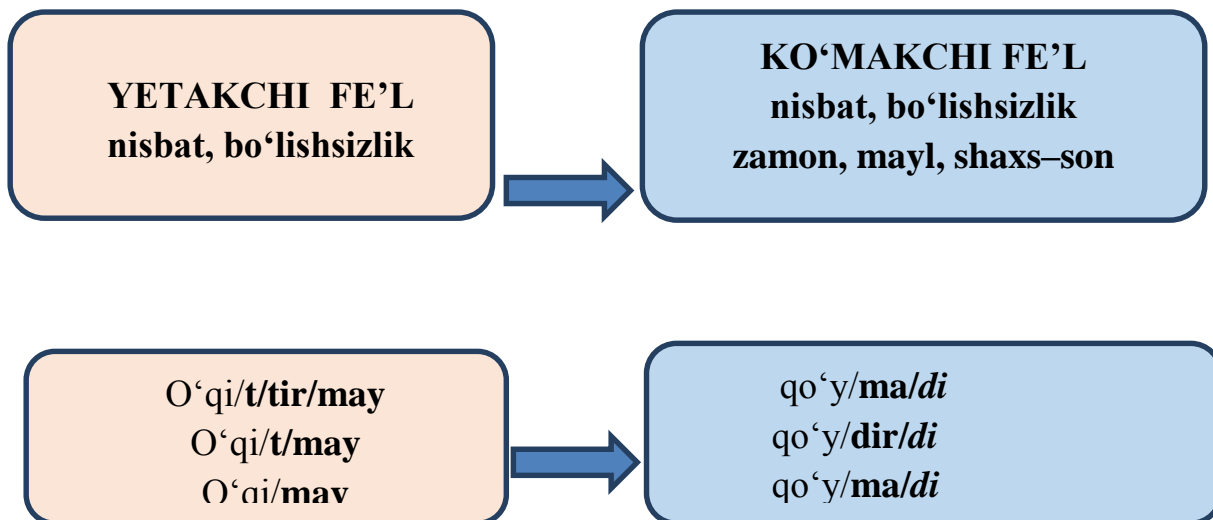 YETAKCHI FE’L
nisbat, bo‘lishsizlik
KO‘MAKCHI FE’L
nisbat, bo‘lishsizlik
zamon, mayl, shaxs–son
O‘qi/t/tir/may
O‘qi/t/may
O‘qi/may
qo‘y/ma/di
qo‘y/dir/di
qo‘y/ma/di